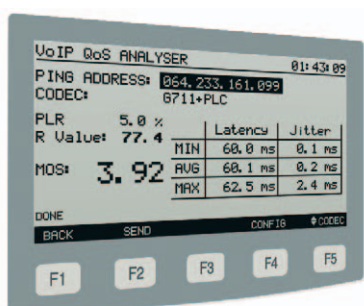 VoIP QoS ANALYSER 01:43:09
PING ADDRESS: 064.233.161.099
CODEC: G711+PLC
PLR 5.0 %
R Value: 77.4
Latency Jitter
MIN 60.0 ms 0.1 ms
MOS: 3.92 AVG 60.1 ms 0.2 ms
MAX 62.5 ms 2.4 ms
DONE
BACK SEND CONFIG ♦CODEC
F1 F2 F3 F4 F5